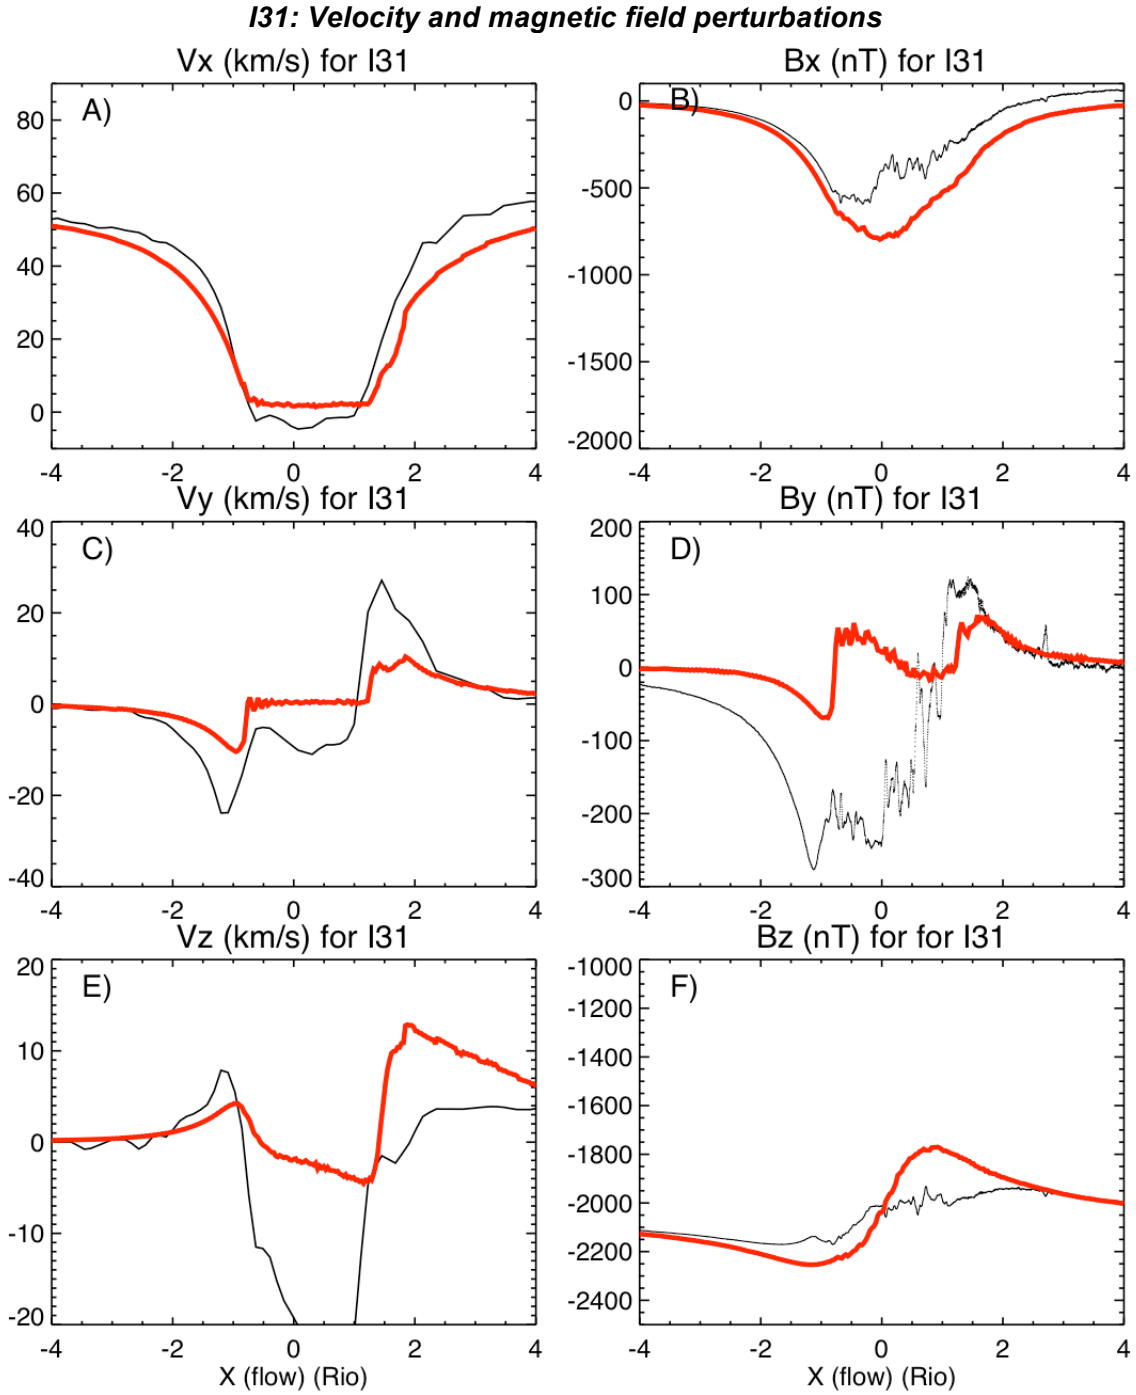 I31: Velocity and magnetic field perturbations
Vx (km/s) for I31
A)
80
60
40
20
0
-4 -2 0 2 4
Bx (nT) for I31
B)
0
-500
-1000
-1500
-2000
-4 -2 0 2 4
Vy (km/s) for I31
C)
40
20
0
-20
-40
-4 -2 0 2 4
By (nT) for I31
D)
200
100
0
-100
-200
-300
-4 -2 0 2 4
Vz (km/s) for I31
E)
20
10
0
-10
-20
-4 -2 0 2 4
X (flow) (Rio)
Bz (nT) for for I31
F)
-1000
-1200
-1400
-1600
-1800
-2000
-2200
-2400
-4 -2 0 2 4
X (flow) (Rio)